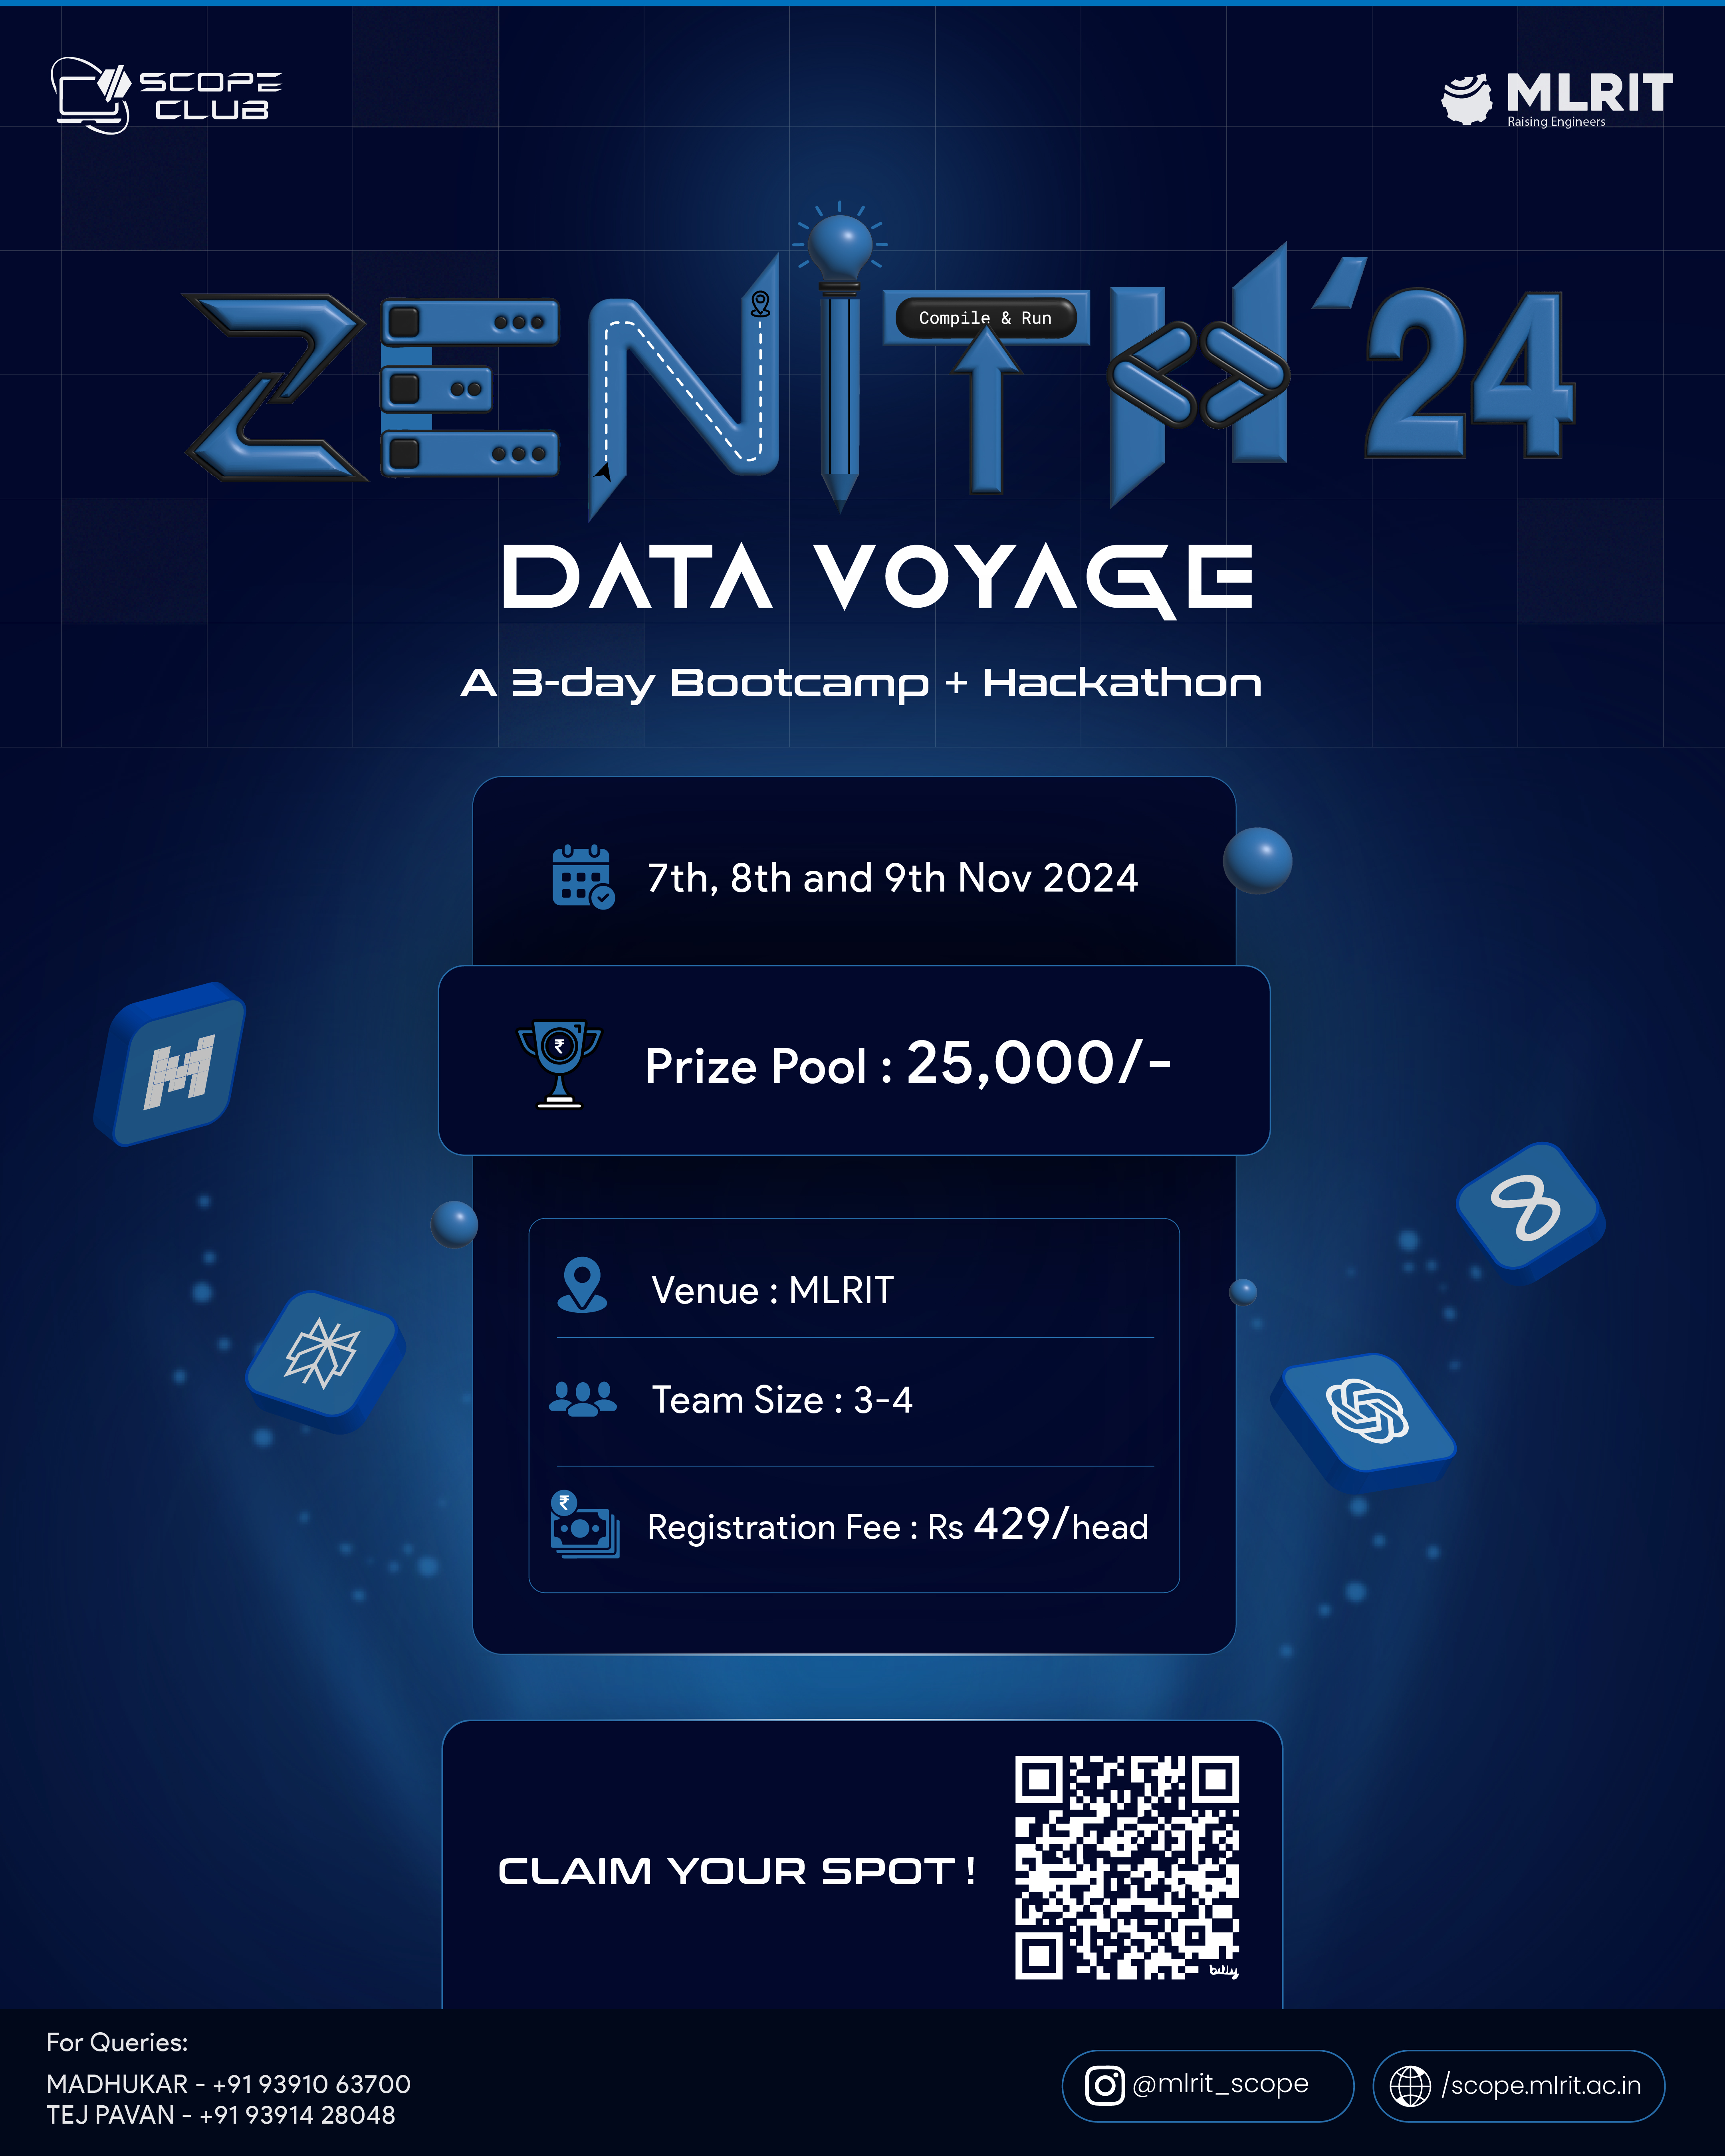 SCOPE
CLUB
MLRIT
Raising Engineers
ZENITH'24
Compile & Run
DATA VOYAGE
A 3-day Bootcamp + Hackathon
7th, 8th and 9th Nov 2024
₹
Prize Pool : 25,000/-
Venue : MLRIT
Team Size : 3-4
₹
Registration Fee : Rs 429/head
CLAIM YOUR SPOT !
billy
For Queries:
MADHUKAR - +91 93910 63700
TEJ PAVAN - +91 93914 28048
@mlrit_scope
/scope.mlrit.ac.in